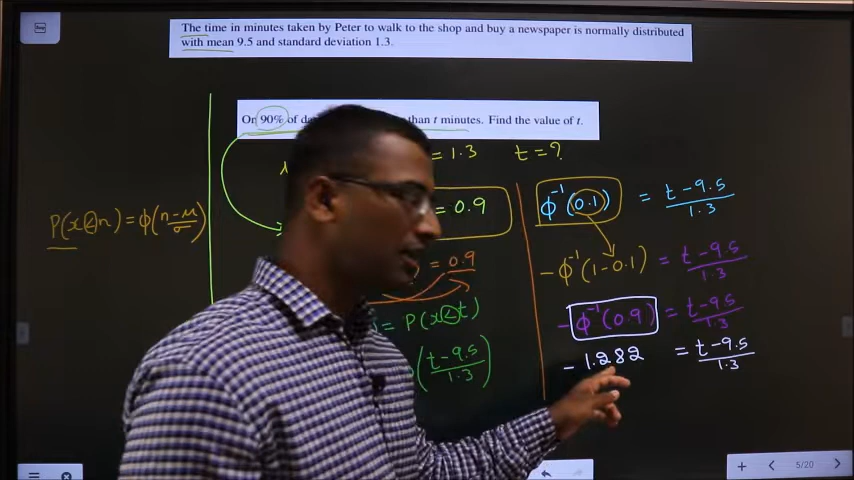 The time in minutes taken by Peter to walk to the shop and buy a newspaper is normally distributed
with mean 9.5 and standard deviation 1.3.
On 90% of than t minutes. Find the value of t.
= 1.3 t = ?
P(x<n) = ϕ(n-μ/σ)
= 0.9
= 0.9
= P(x<t)
(t-9.5/1.3)
ϕ⁻¹(0.1) = t-9.5/1.3
-ϕ⁻¹(1-0.1) = t-9.5/1.3
-ϕ⁻¹(0.9) = t-9.5/1.3
-1.282 = t-9.5/1.3
5/20